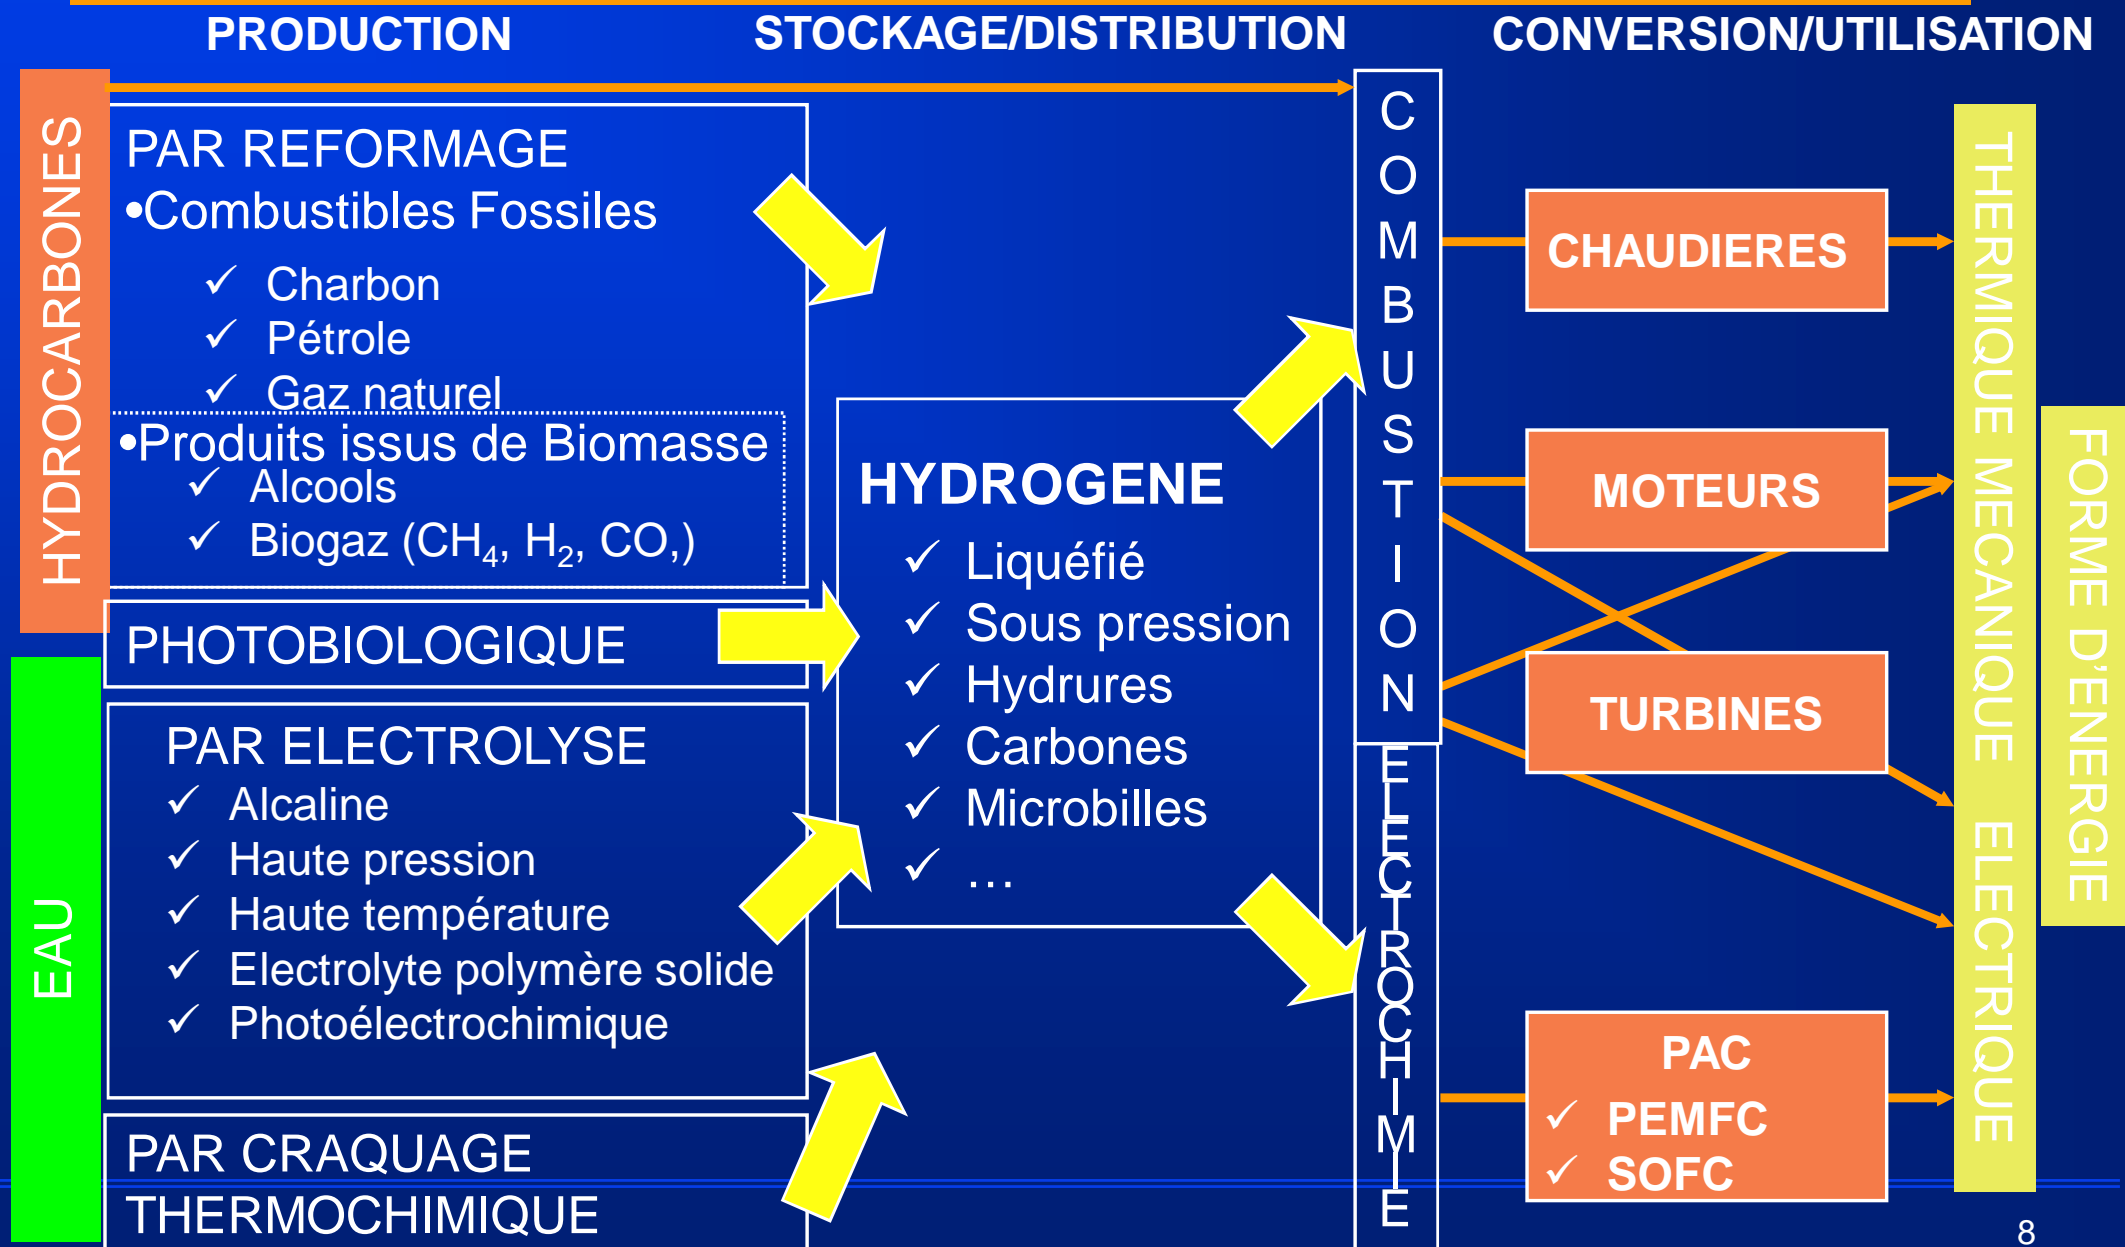 PRODUCTION
STOCKAGE/DISTRIBUTION
CONVERSION/UTILISATION
HYDROCARBONES
PAR REFORMAGE
•Combustibles Fossiles
✓ Charbon
✓ Pétrole
✓ Gaz naturel
•Produits issus de Biomasse
✓ Alcools
✓ Biogaz (CH₄, H₂, CO,)
PHOTOBIOLOGIQUE
EAU
PAR ELECTROLYSE
✓ Alcaline
✓ Haute pression
✓ Haute température
✓ Electrolyte polymère solide
✓ Photoélectrochimique
PAR CRAQUAGE
THERMOCHIMIQUE
HYDROGENE
✓ Liquéfié
✓ Sous pression
✓ Hydrures
✓ Carbones
✓ Microbilles
✓ …
COMBUSTION
ELECTROCHIMIE
CHAUDIERES
MOTEURS
TURBINES
PAC
✓ PEMFC
✓ SOFC
THERMIQUE MECANIQUE ELECTRIQUE
FORME D'ENERGIE
8